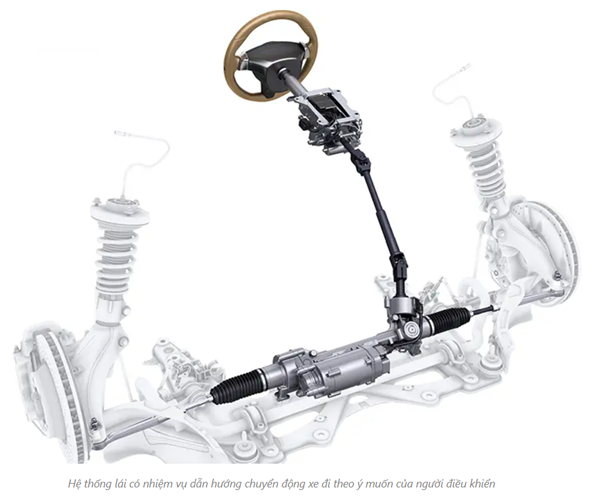 Hệ thống lái có nhiệm vụ dẫn hướng chuyển động xe đi theo ý muốn của người điều khiển